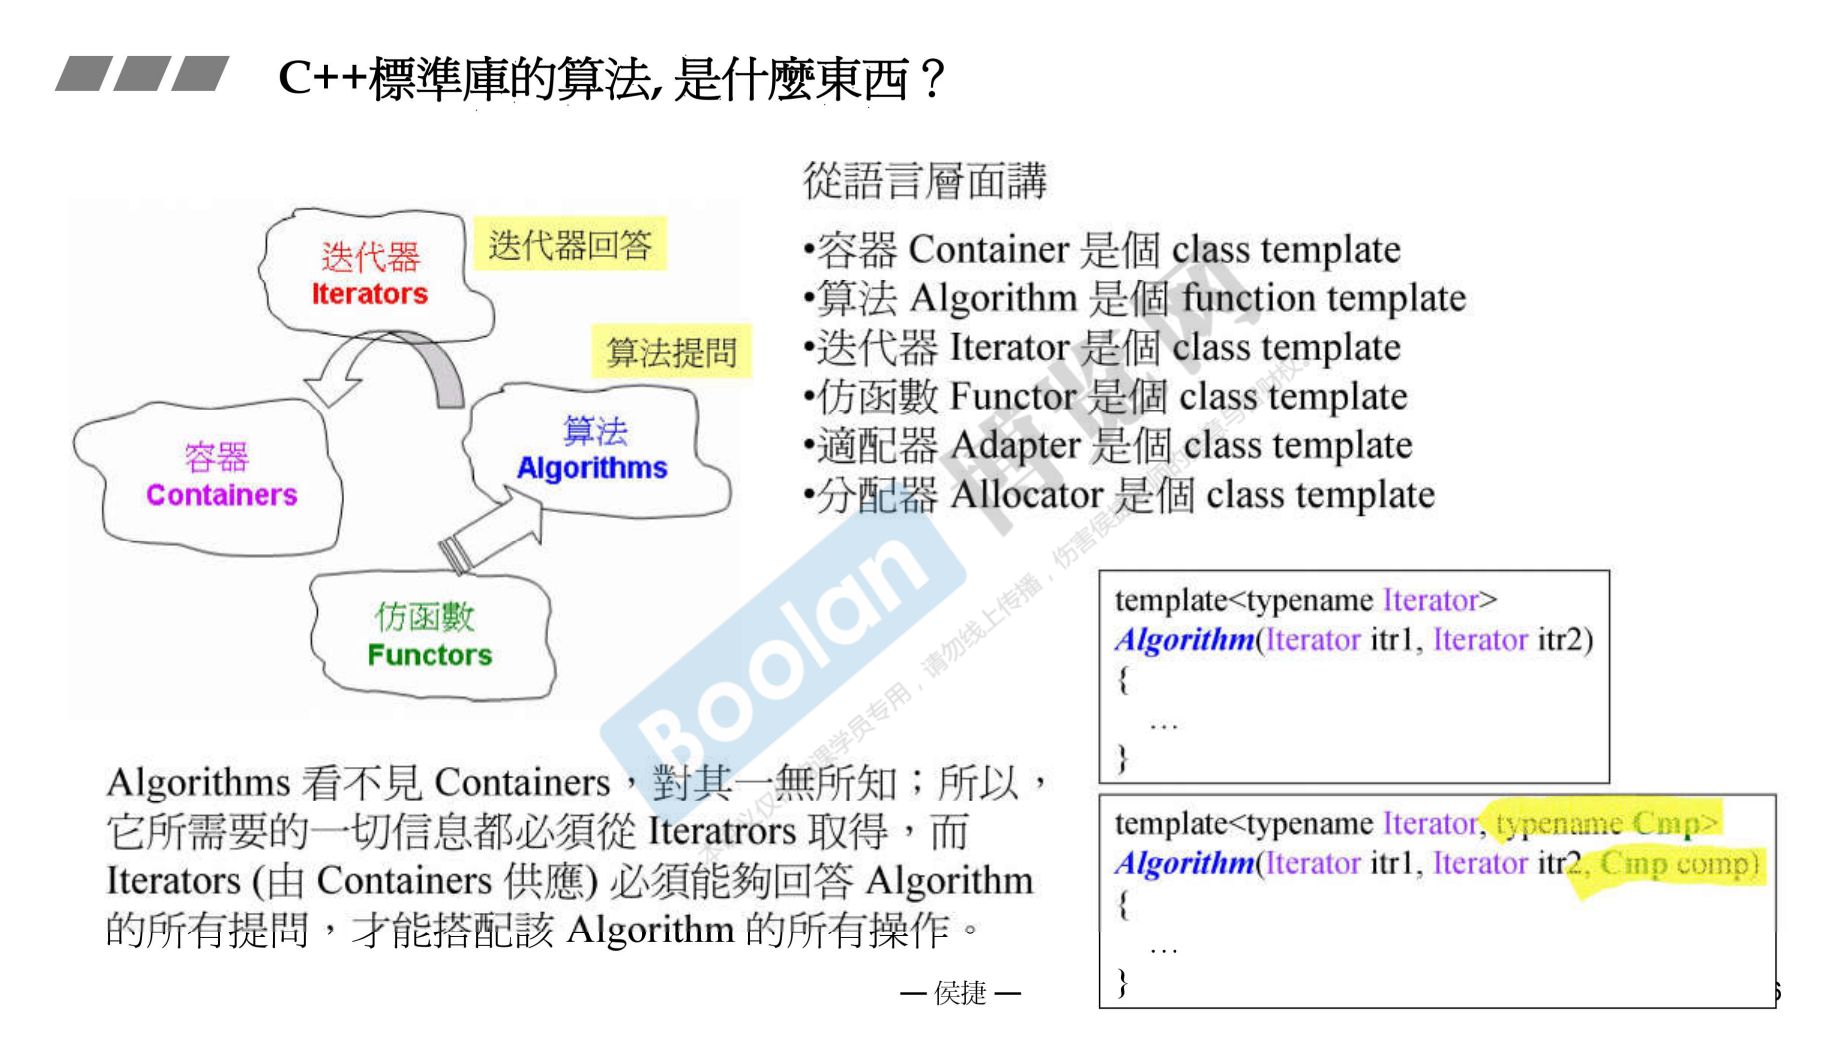 C++標準庫的算法, 是什麼東西？
迭代器
Iterators
迭代器回答
算法提問
容器
Containers
算法
Algorithms
仿函數
Functors
從語言層面講
•容器 Container 是個 class template
•算法 Algorithm 是個 function template
•迭代器 Iterator 是個 class template
•仿函數 Functor 是個 class template
•適配器 Adapter 是個 class template
•分配器 Allocator 是個 class template
template<typename Iterator>
Algorithm(Iterator itr1, Iterator itr2)
{
…
}
template<typename Iterator, typename Cmp>
Algorithm(Iterator itr1, Iterator itr2, Cmp comp)
{
…
}
Algorithms 看不見 Containers，對其一無所知；所以，
它所需要的一切信息都必須從 Iteratrors 取得，而
Iterators (由 Containers 供應) 必須能夠回答 Algorithm
的所有提問，才能搭配該 Algorithm 的所有操作。
— 侯捷 —
Boolan 博览网